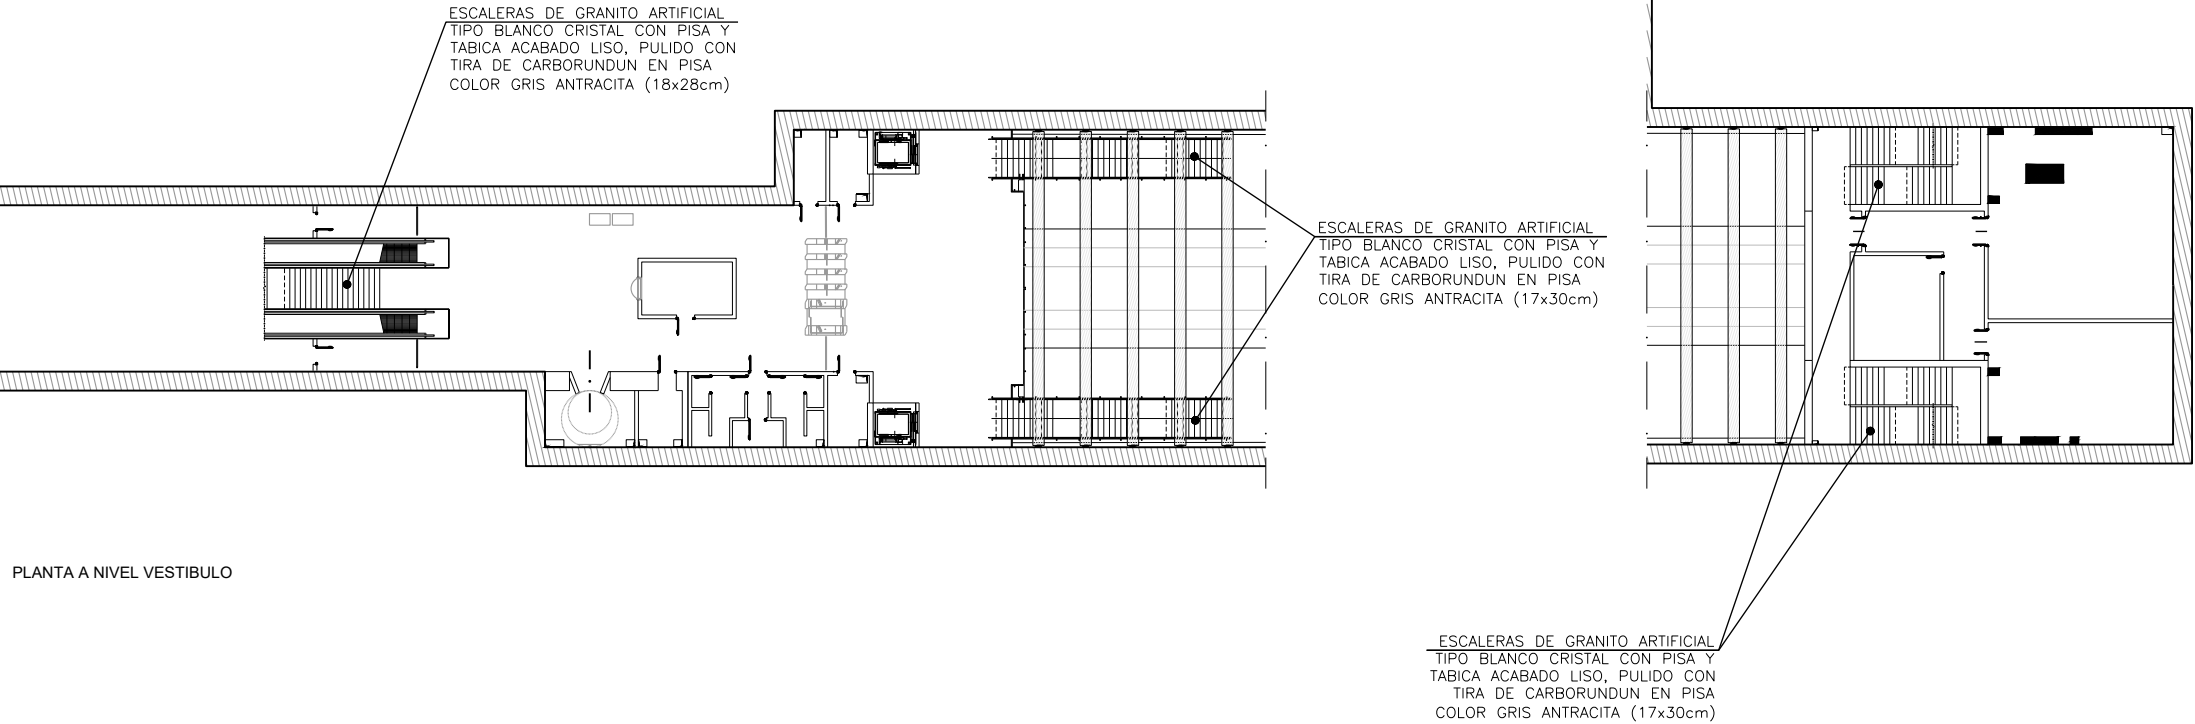 ESCALERAS DE GRANITO ARTIFICIAL
TIPO BLANCO CRISTAL CON PISA Y
TABICA ACABADO LISO, PULIDO CON
TIRA DE CARBORUNDUN EN PISA
COLOR GRIS ANTRACITA (18x28cm)
ESCALERAS DE GRANITO ARTIFICIAL
TIPO BLANCO CRISTAL CON PISA Y
TABICA ACABADO LISO, PULIDO CON
TIRA DE CARBORUNDUN EN PISA
COLOR GRIS ANTRACITA (17x30cm)
PLANTA A NIVEL VESTIBULO
ESCALERAS DE GRANITO ARTIFICIAL
TIPO BLANCO CRISTAL CON PISA Y
TABICA ACABADO LISO, PULIDO CON
TIRA DE CARBORUNDUN EN PISA
COLOR GRIS ANTRACITA (17x30cm)